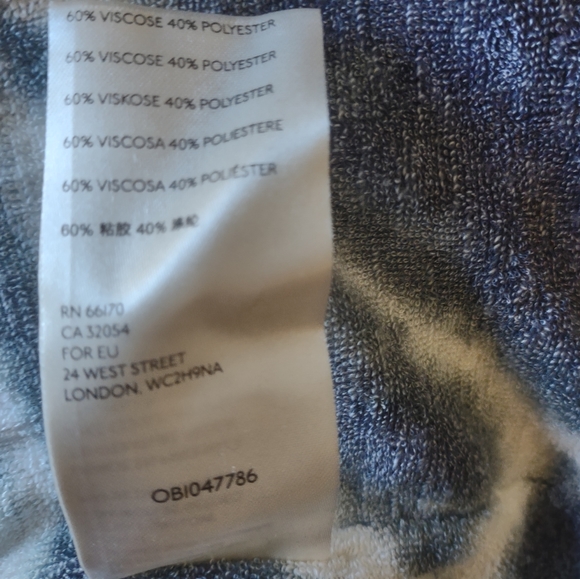 60% VISCOSE 40% POLYESTER
60% VISCOSE 40% POLYESTER
60% VISKOSE 40% POLYESTER
60% VISCOSA 40% POLIESTERE
60% VISCOSA 40% POLIÉSTER
60% 粘胶 40% 涤纶
RN 66170
CA 32054
FOR EU
24 WEST STREET
LONDON, WC2H9NA
OB1047786